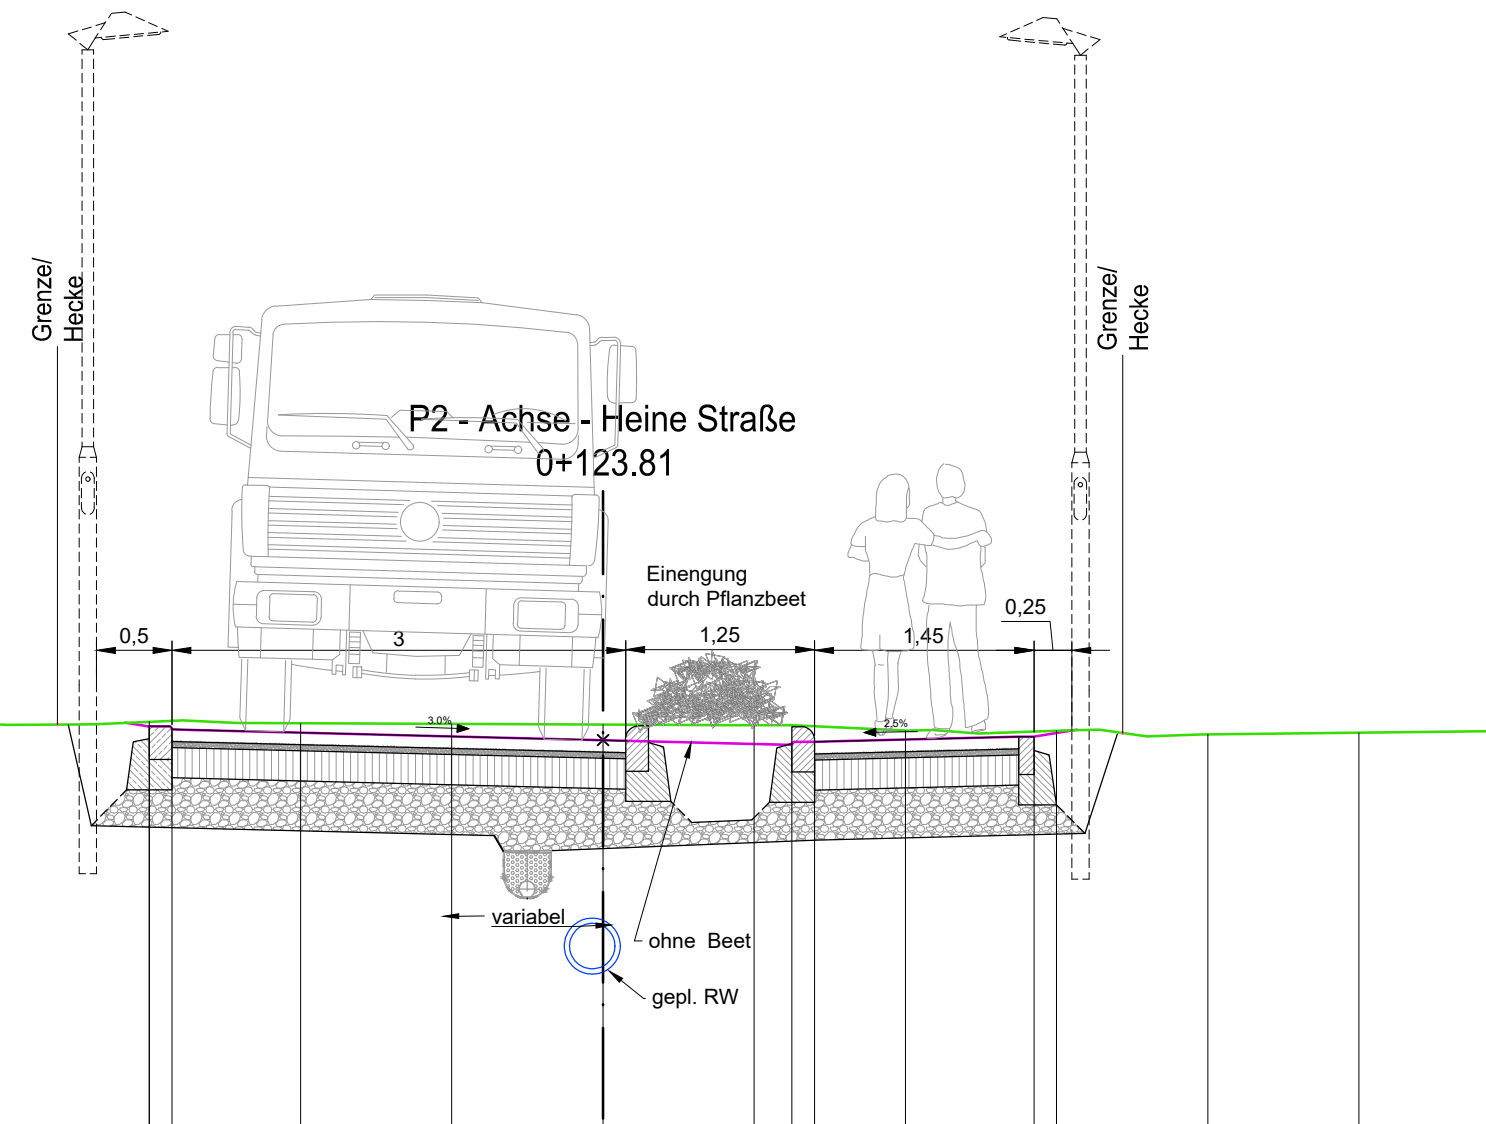 Grenze/
Hecke
Grenze/
Hecke
P2 - Achse - Heine Straße
0+123.81
Einengung
durch Pflanzbeet
0,5
3
1,25
1,45
0,25
3.0%
2.5%
variabel
ohne Beet
gepl. RW